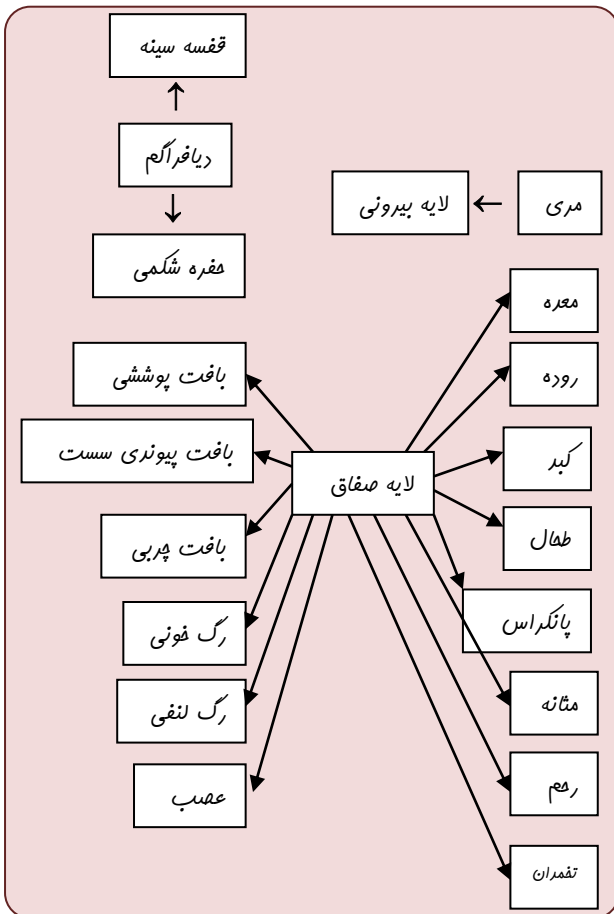 قفسه سینه
دیافراگم
مری
لایه بیرونی
حفره شکمی
معده
روده
بافت پوششی
کبد
بافت پیوندی سست
لایه صفاق
طحال
بافت چربی
پانکراس
رگ خونی
رگ لنفی
مثانه
رحم
عصب
تخمدان